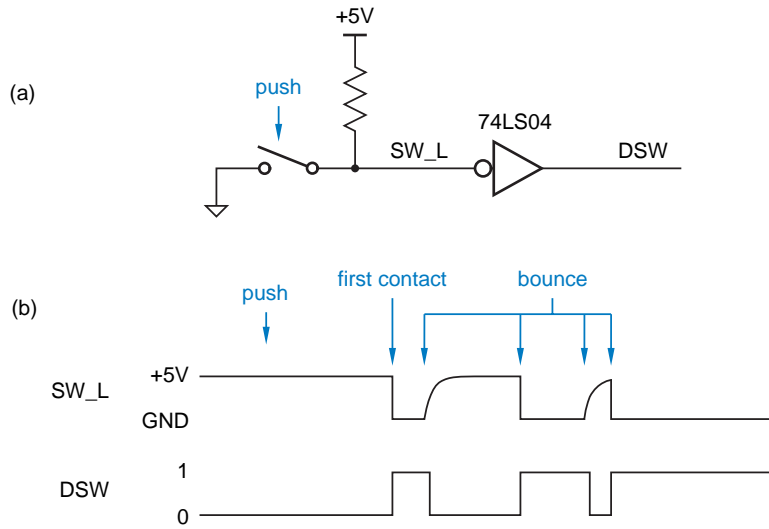 +5V
(a)
push
74LS04
SW_L
DSW
first contact
bounce
push
(b)
+5V
SW_L
GND
1
DSW
0